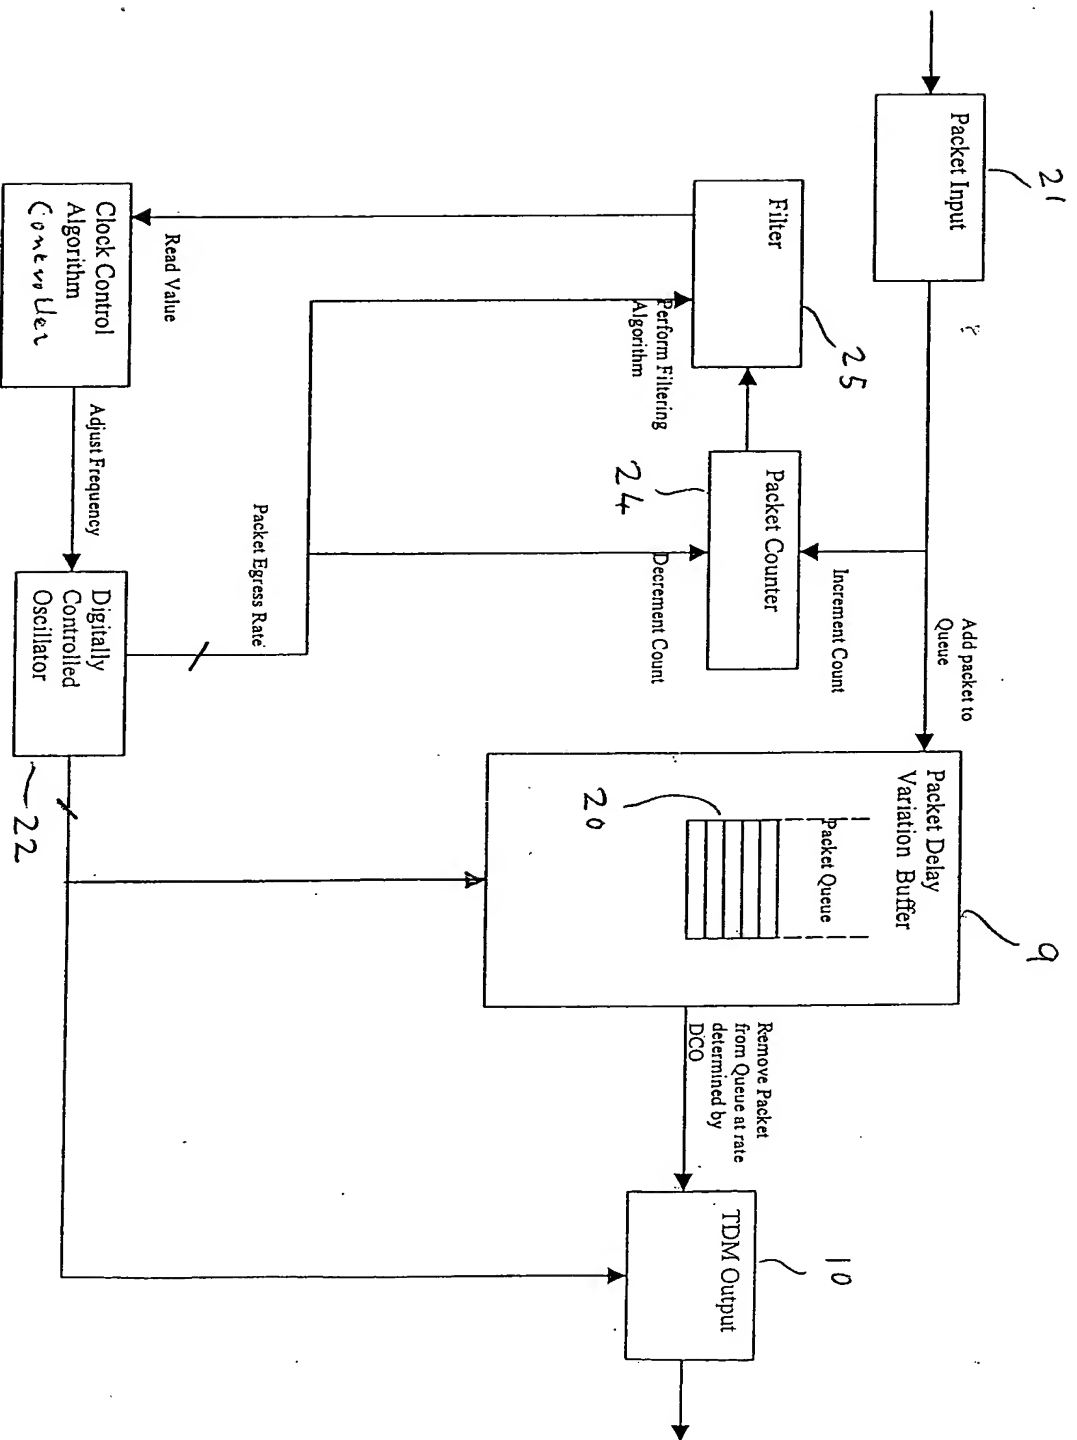 21
Packet Input
Add packet to
Queue
Increment Count
Packet Counter
24
Decrement Count
Filter
25
Perform Filtering
Algorithm
Read Value
Clock Control
Algorithm
Controller
Adjust Frequency
Digitally
Controlled
Oscillator
22
Packet Egress Rate
Packet Delay
Variation Buffer
9
Packet Queue
20
Remove Packet
from Queue at rate
determined by
DCO
TDM Output
10